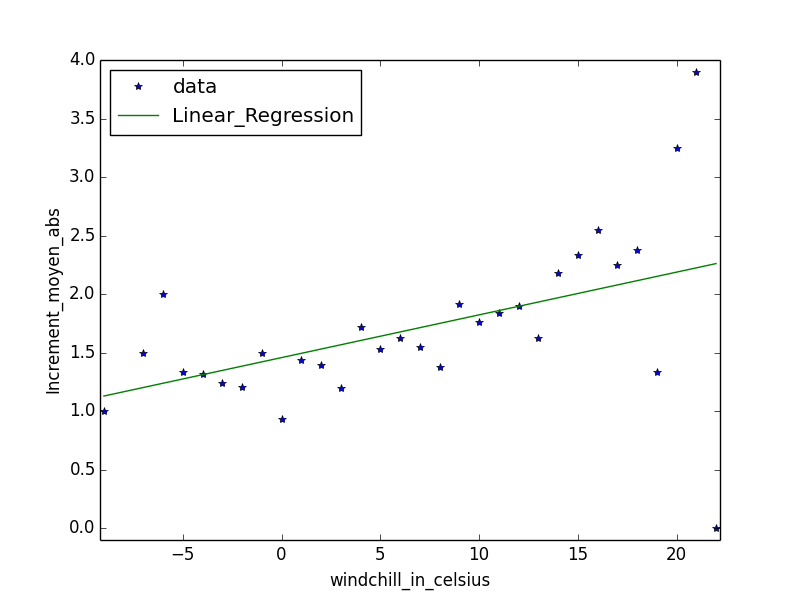 data
Linear_Regression
4.0
3.5
3.0
2.5
2.0
1.5
1.0
0.5
0.0
Increment_moyen_abs
−5 0 5 10 15 20
windchill_in_celsius